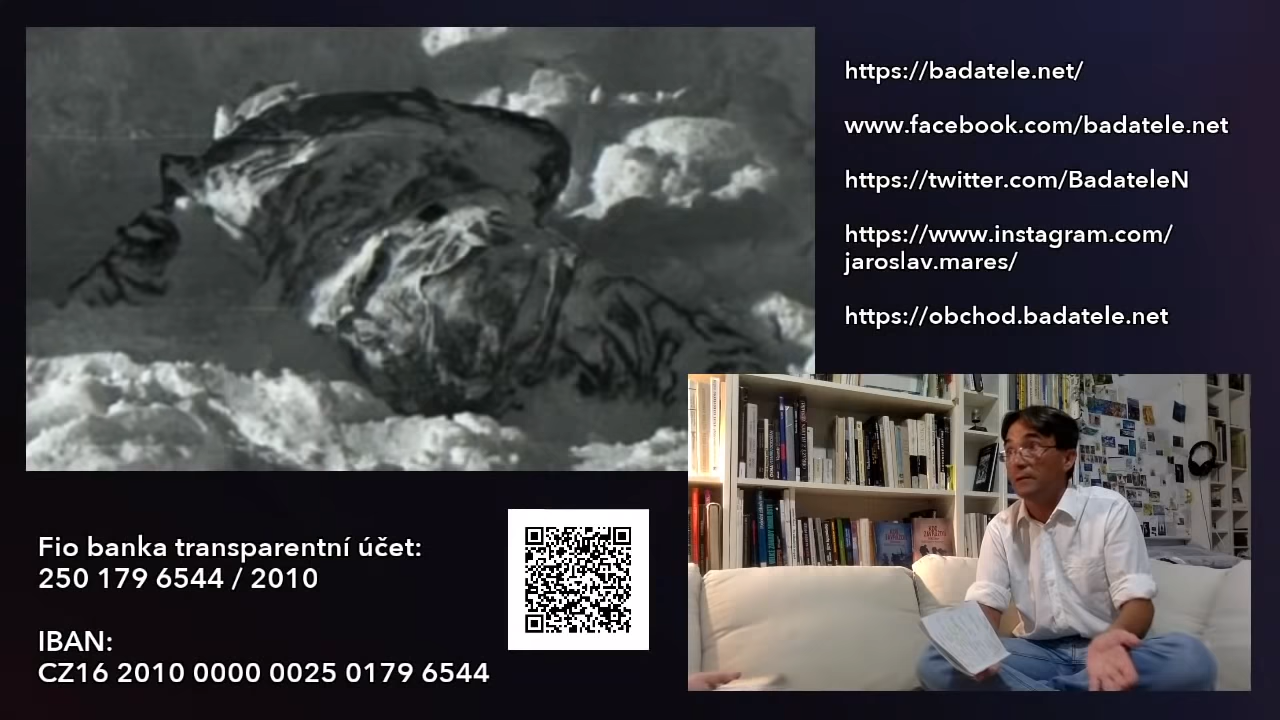 https://badatele.net/
www.facebook.com/badatele.net
https://twitter.com/BadateleN
https://www.instagram.com/
jaroslav.mares/
https://obchod.badatele.net
Fio banka transparentní účet:
250 179 6544 / 2010
IBAN:
CZ16 2010 0000 0025 0179 6544